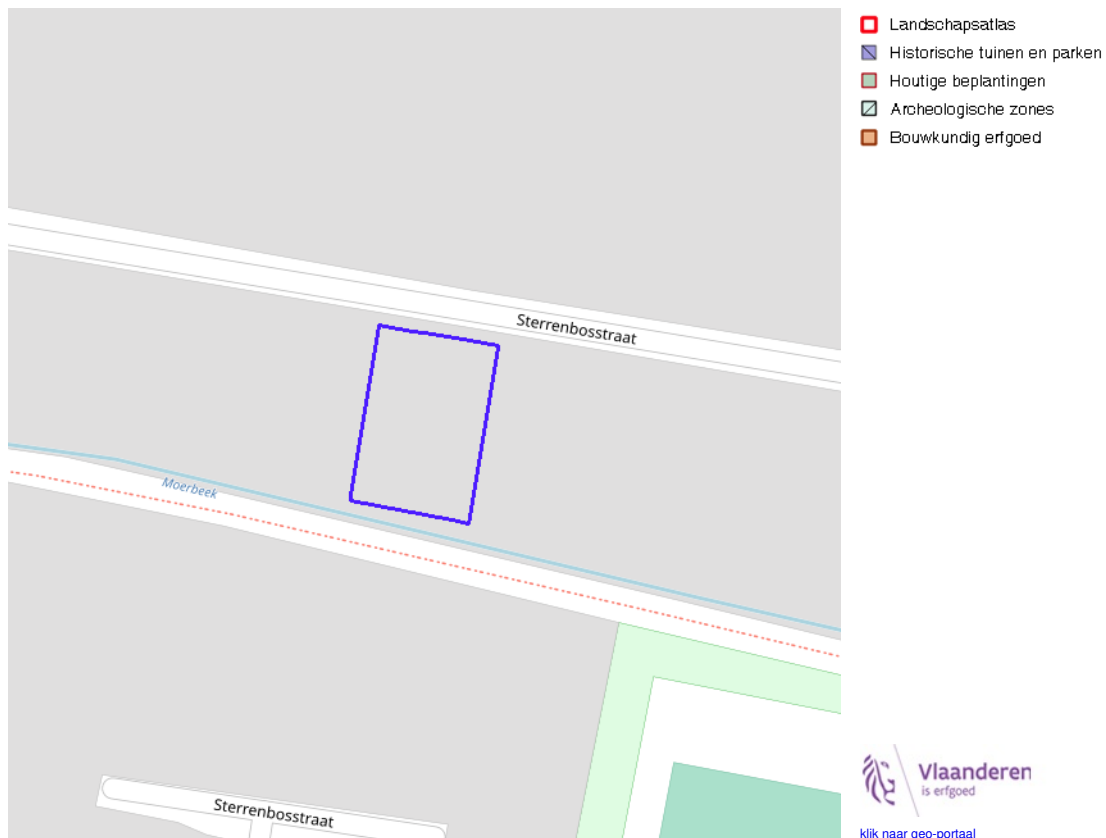 Landschapsatlas
Historische tuinen en parken
Houtige beplantingen
Archeologische zones
Bouwkundig erfgoed
Sterrenbosstraat
Moerbeek
Sterrenbosstraat
Vlaanderen
is erfgoed
klik naar geo-portaal